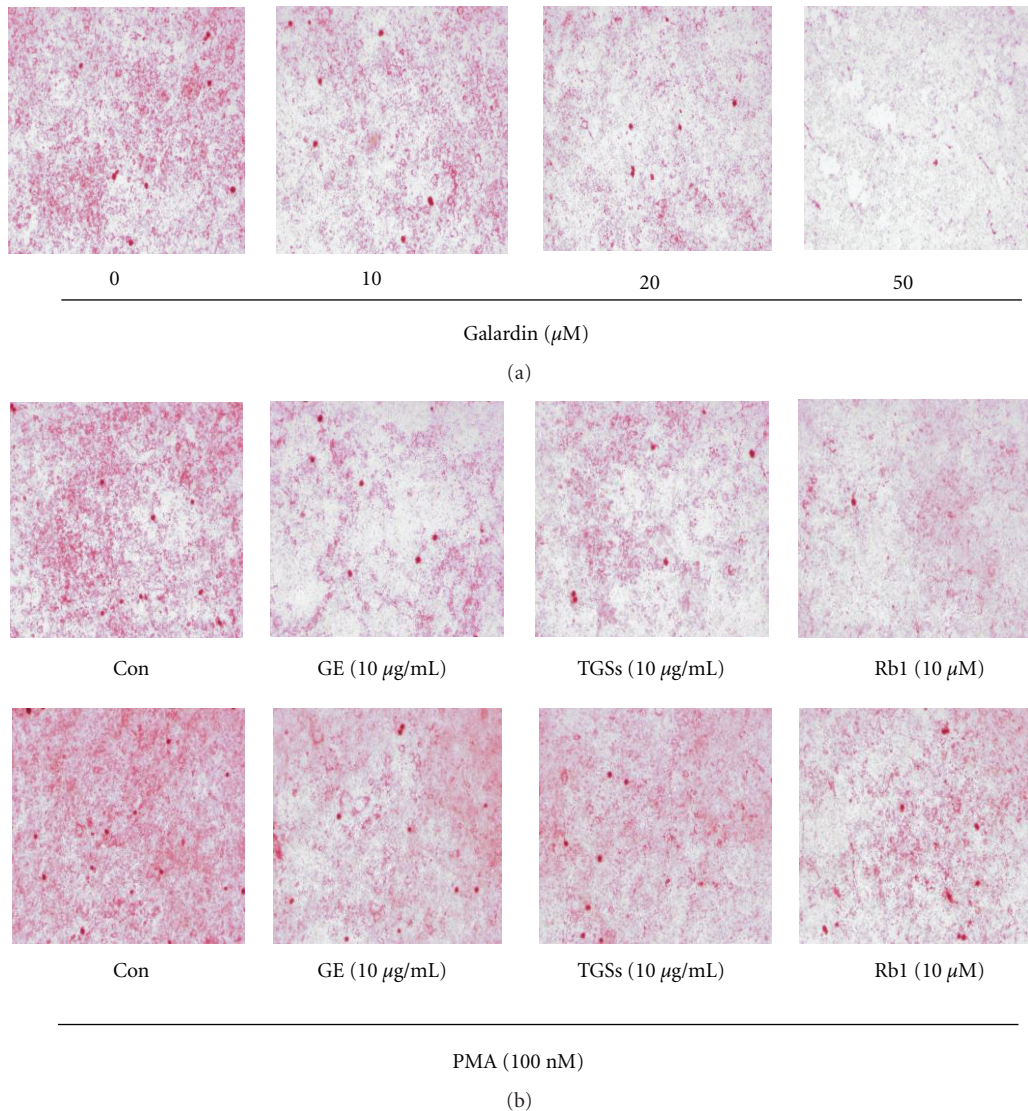 0 10 20 50
Galardin (μM)
(a)
Con GE (10 μg/mL) TGSs (10 μg/mL) Rb1 (10 μM)
Con GE (10 μg/mL) TGSs (10 μg/mL) Rb1 (10 μM)
PMA (100 nM)
(b)